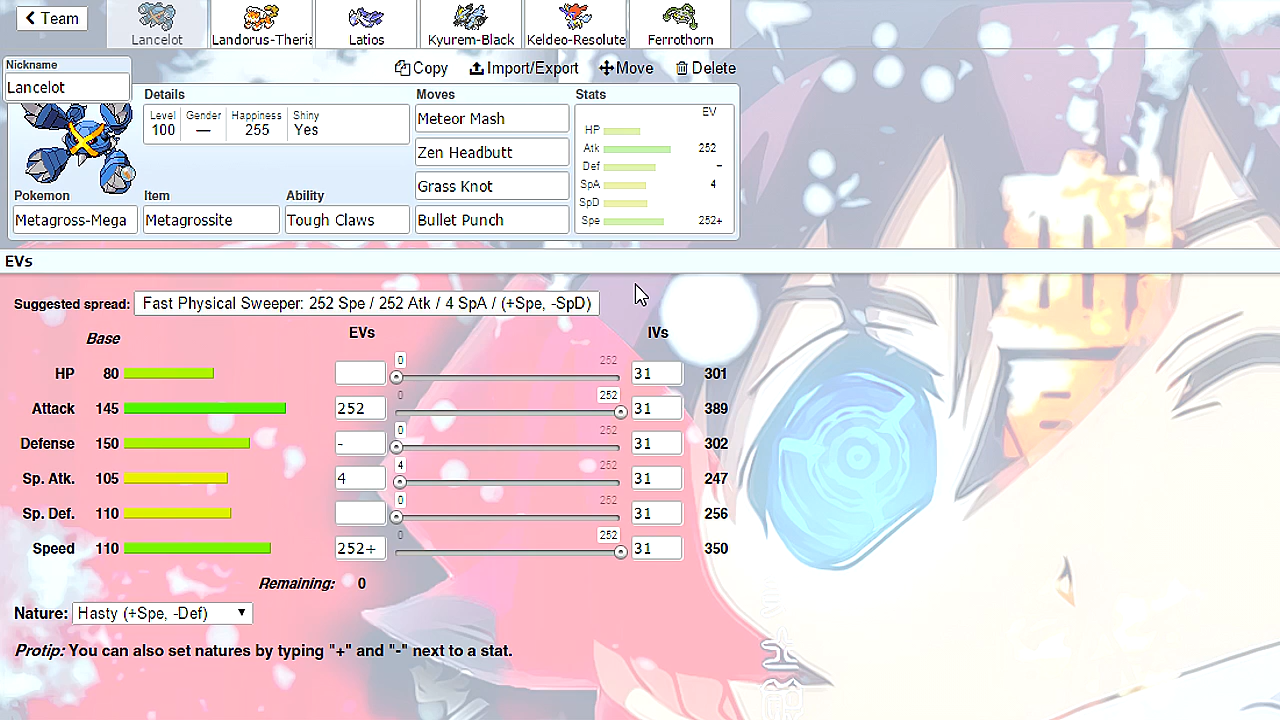 Team
Lancelot
Landorus-Theria
Latios
Kyurem-Black
Keldeo-Resolute
Ferrothorn
Nickname
Lancelot
Copy Import/Export Move Delete
Details Moves Stats
Level Gender Happiness Shiny
100 — 255 Yes
Meteor Mash
Zen Headbutt
Grass Knot
Bullet Punch
EV
HP
Atk 252
Def -
SpA 4
SpD
Spe 252+
Pokemon Item Ability
Metagross-Mega Metagrossite Tough Claws
EVs
Suggested spread: Fast Physical Sweeper: 252 Spe / 252 Atk / 4 SpA / (+Spe, -SpD)
Base EVs IVs
HP 80 0 252 31 301
Attack 145 252 0 252 31 389
Defense 150 - 0 252 31 302
Sp. Atk. 105 4 4 252 31 247
Sp. Def. 110 0 252 31 256
Speed 110 252+ 0 252 31 350
Remaining: 0
Nature: Hasty (+Spe, -Def)
Protip: You can also set natures by typing "+" and "-" next to a stat.